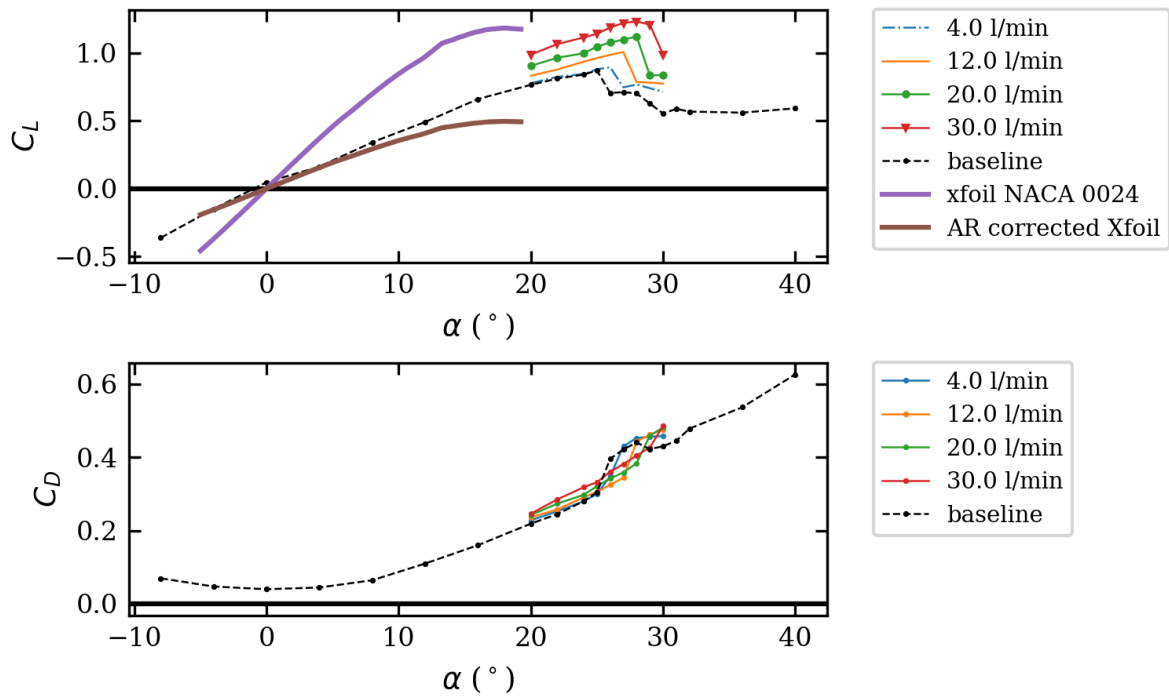 1.0
0.5
0.0
−0.5
C_L
−10 0 10 20 30 40
α (°)
4.0 l/min
12.0 l/min
20.0 l/min
30.0 l/min
baseline
xfoil NACA 0024
AR corrected Xfoil
0.6
0.4
0.2
0.0
C_D
−10 0 10 20 30 40
α (°)
4.0 l/min
12.0 l/min
20.0 l/min
30.0 l/min
baseline